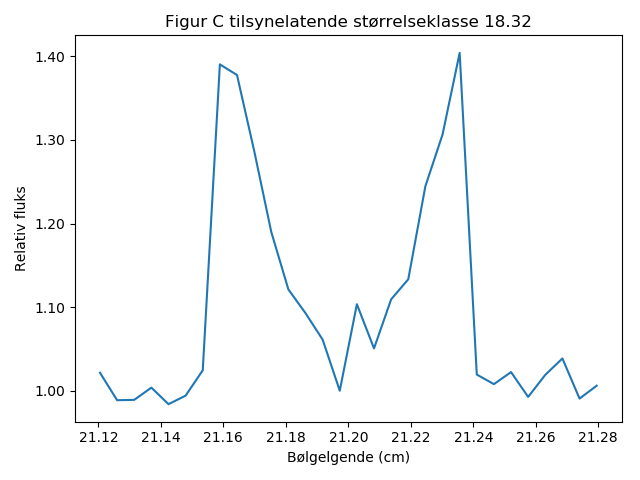 Figur C tilsynelatende størrelseklasse 18.32
Relativ fluks
1.40
1.30
1.20
1.10
1.00
21.12 21.14 21.16 21.18 21.20 21.22 21.24 21.26 21.28
Bølgelgende (cm)